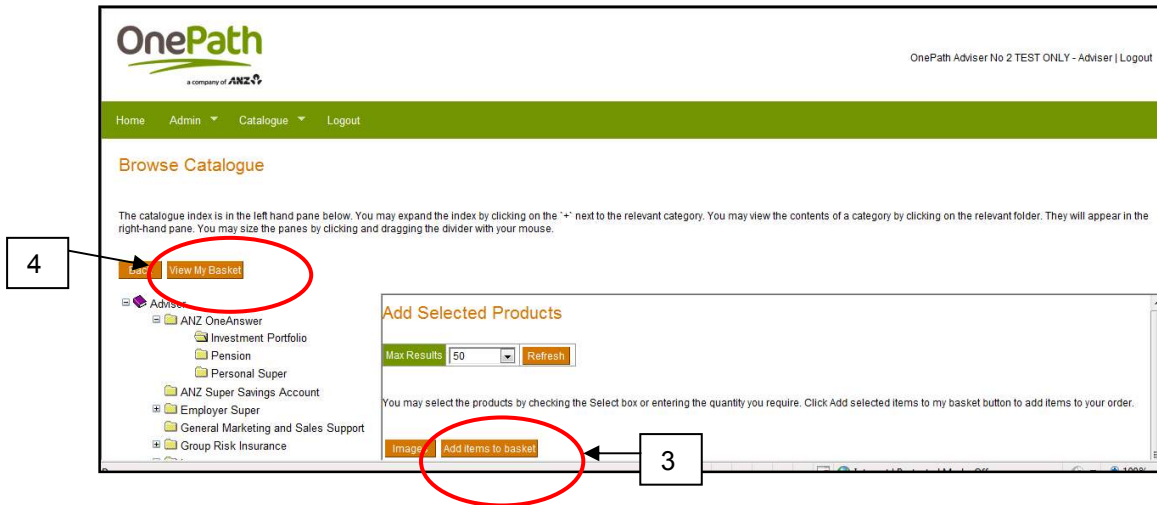 OnePath
a company of ANZ
OnePath Adviser No 2 TEST ONLY - Adviser | Logout
Home Admin Catalogue Logout
Browse Catalogue
The catalogue index is in the left hand pane below. You may expand the index by clicking on the `+' next to the relevant category. You may view the contents of a category by clicking on the relevant folder. They will appear in the
right-hand pane. You may size the panes by clicking and dragging the divider with your mouse.
4
Back View My Basket
Adviser
ANZ OneAnswer
Investment Portfolio
Pension
Personal Super
ANZ Super Savings Account
Employer Super
General Marketing and Sales Support
Group Risk Insurance
Add Selected Products
Max Results 50 Refresh
You may select the products by checking the Select box or entering the quantity you require. Click Add selected items to my basket button to add items to your order.
Images Add items to basket
3
100%